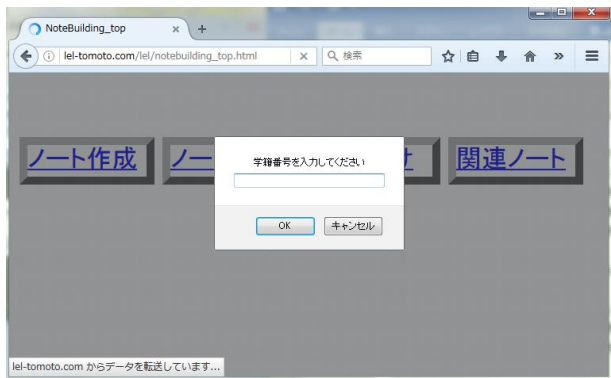 NoteBuilding_top
lel-tomoto.com/lel/notebuilding_top.html
検索
ノート作成
ノー
け
関連ノート
学籍番号を入力してください
OK
キャンセル
lel-tomoto.com からデータを転送しています...